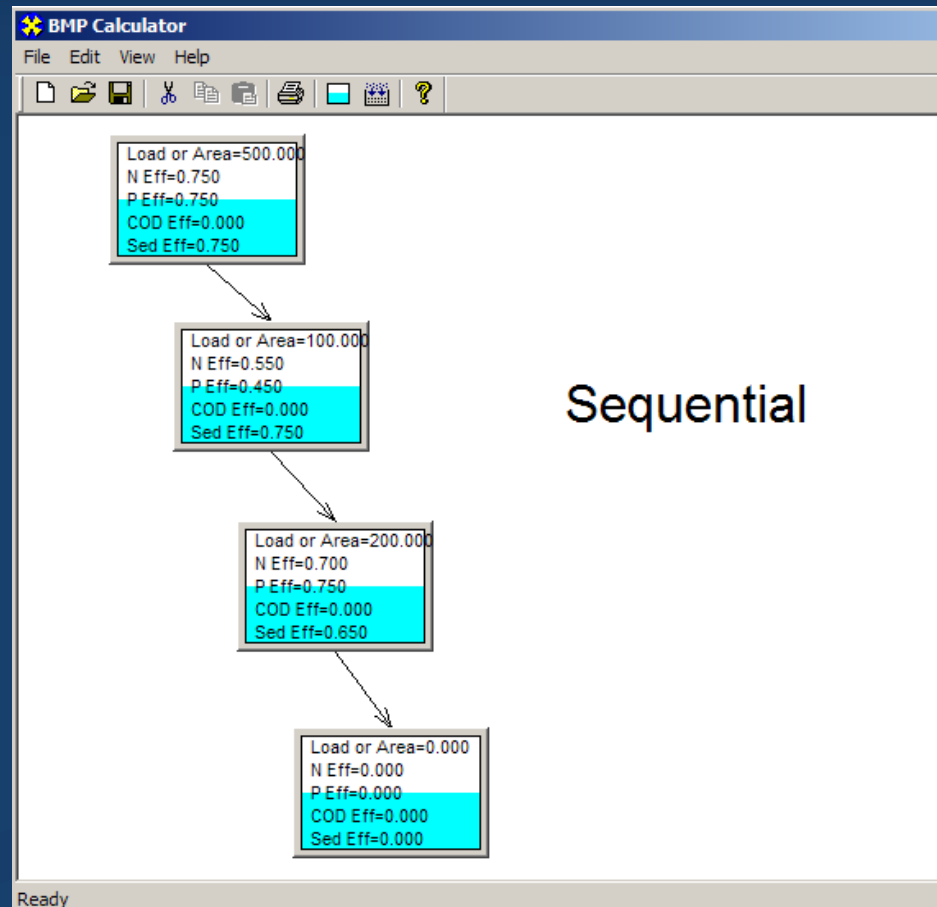 BMP Calculator
File Edit View Help
Load or Area=500.000
N Eff=0.750
P Eff=0.750
COD Eff=0.000
Sed Eff=0.750
Load or Area=100.000
N Eff=0.550
P Eff=0.450
COD Eff=0.000
Sed Eff=0.750
Sequential
Load or Area=200.000
N Eff=0.700
P Eff=0.750
COD Eff=0.000
Sed Eff=0.650
Load or Area=0.000
N Eff=0.000
P Eff=0.000
COD Eff=0.000
Sed Eff=0.000
Ready